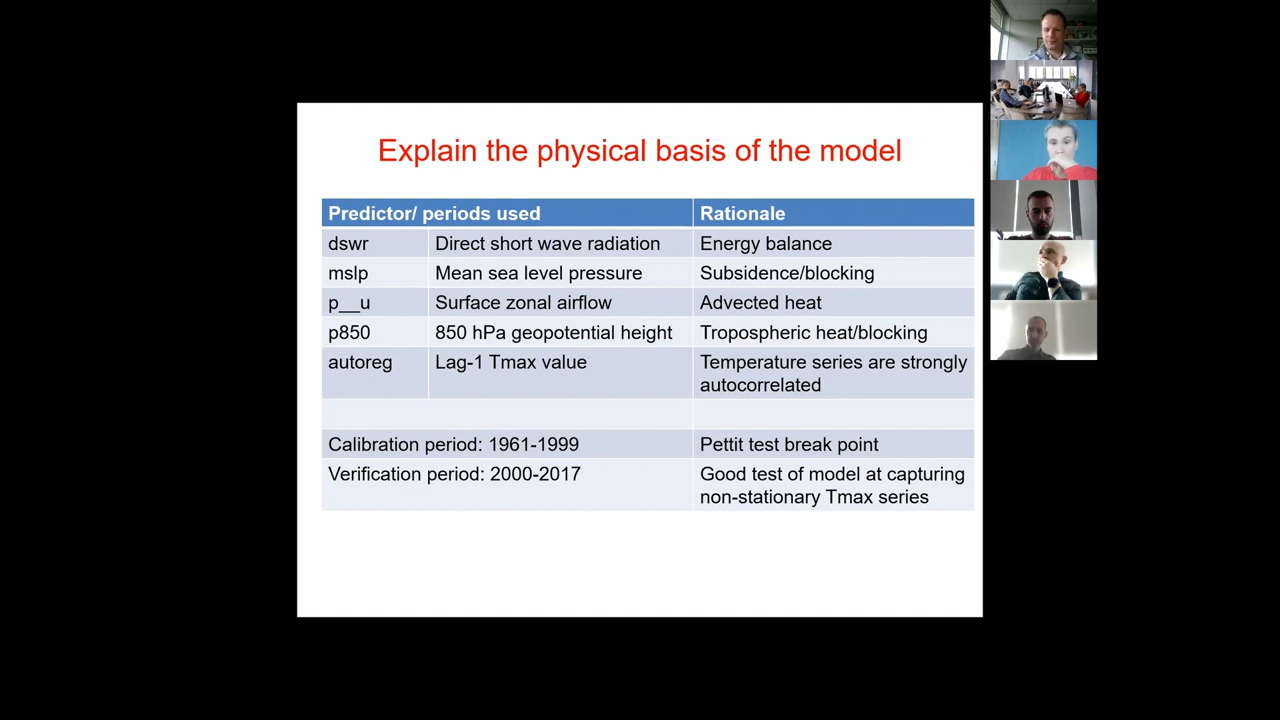 Explain the physical basis of the model
Predictor/ periods used Rationale
dswr Direct short wave radiation Energy balance
mslp Mean sea level pressure Subsidence/blocking
p__u Surface zonal airflow Advected heat
p850 850 hPa geopotential height Tropospheric heat/blocking
autoreg Lag-1 Tmax value Temperature series are strongly
autocorrelated
Calibration period: 1961-1999 Pettit test break point
Verification period: 2000-2017 Good test of model at capturing
non-stationary Tmax series